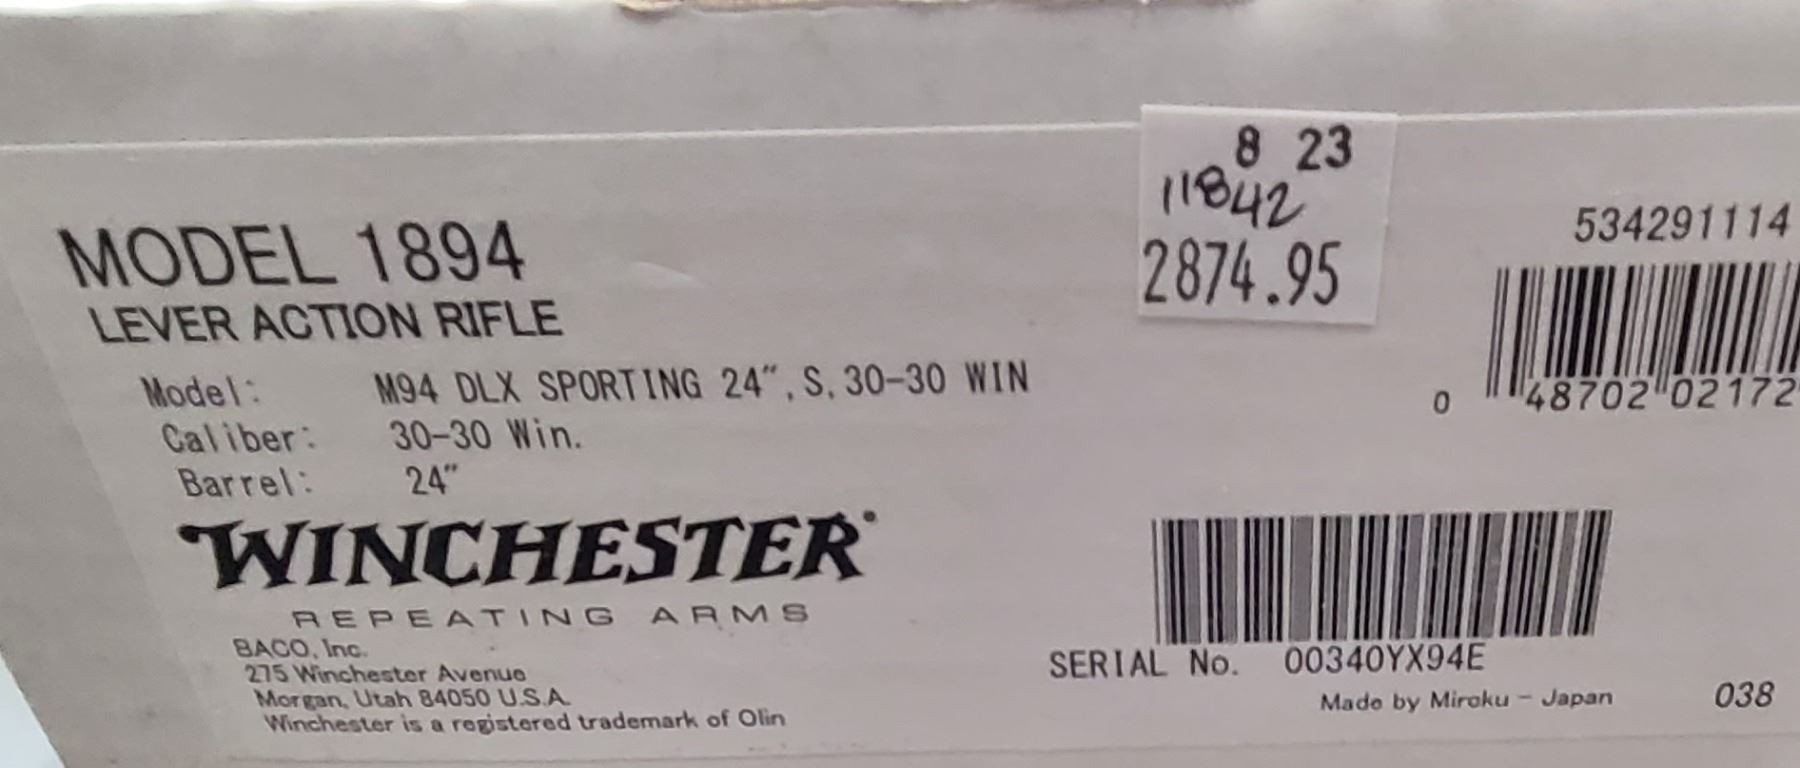 8 23
11842
2874.95
MODEL 1894
LEVER ACTION RIFLE
534291114
Model: M94 DLX SPORTING 24", S, 30-30 WIN
Caliber: 30-30 Win.
Barrel: 24"
0 48702 02172
WINCHESTER
REPEATING ARMS
BACO, Inc.
275 Winchester Avenue
Morgan, Utah 84050 U.S.A.
Winchester is a registered trademark of Olin
SERIAL No. 00340YX94E
Made by Miroku - Japan
038